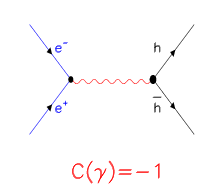 e⁻ h
e⁺ h̅
C(γ)=−1